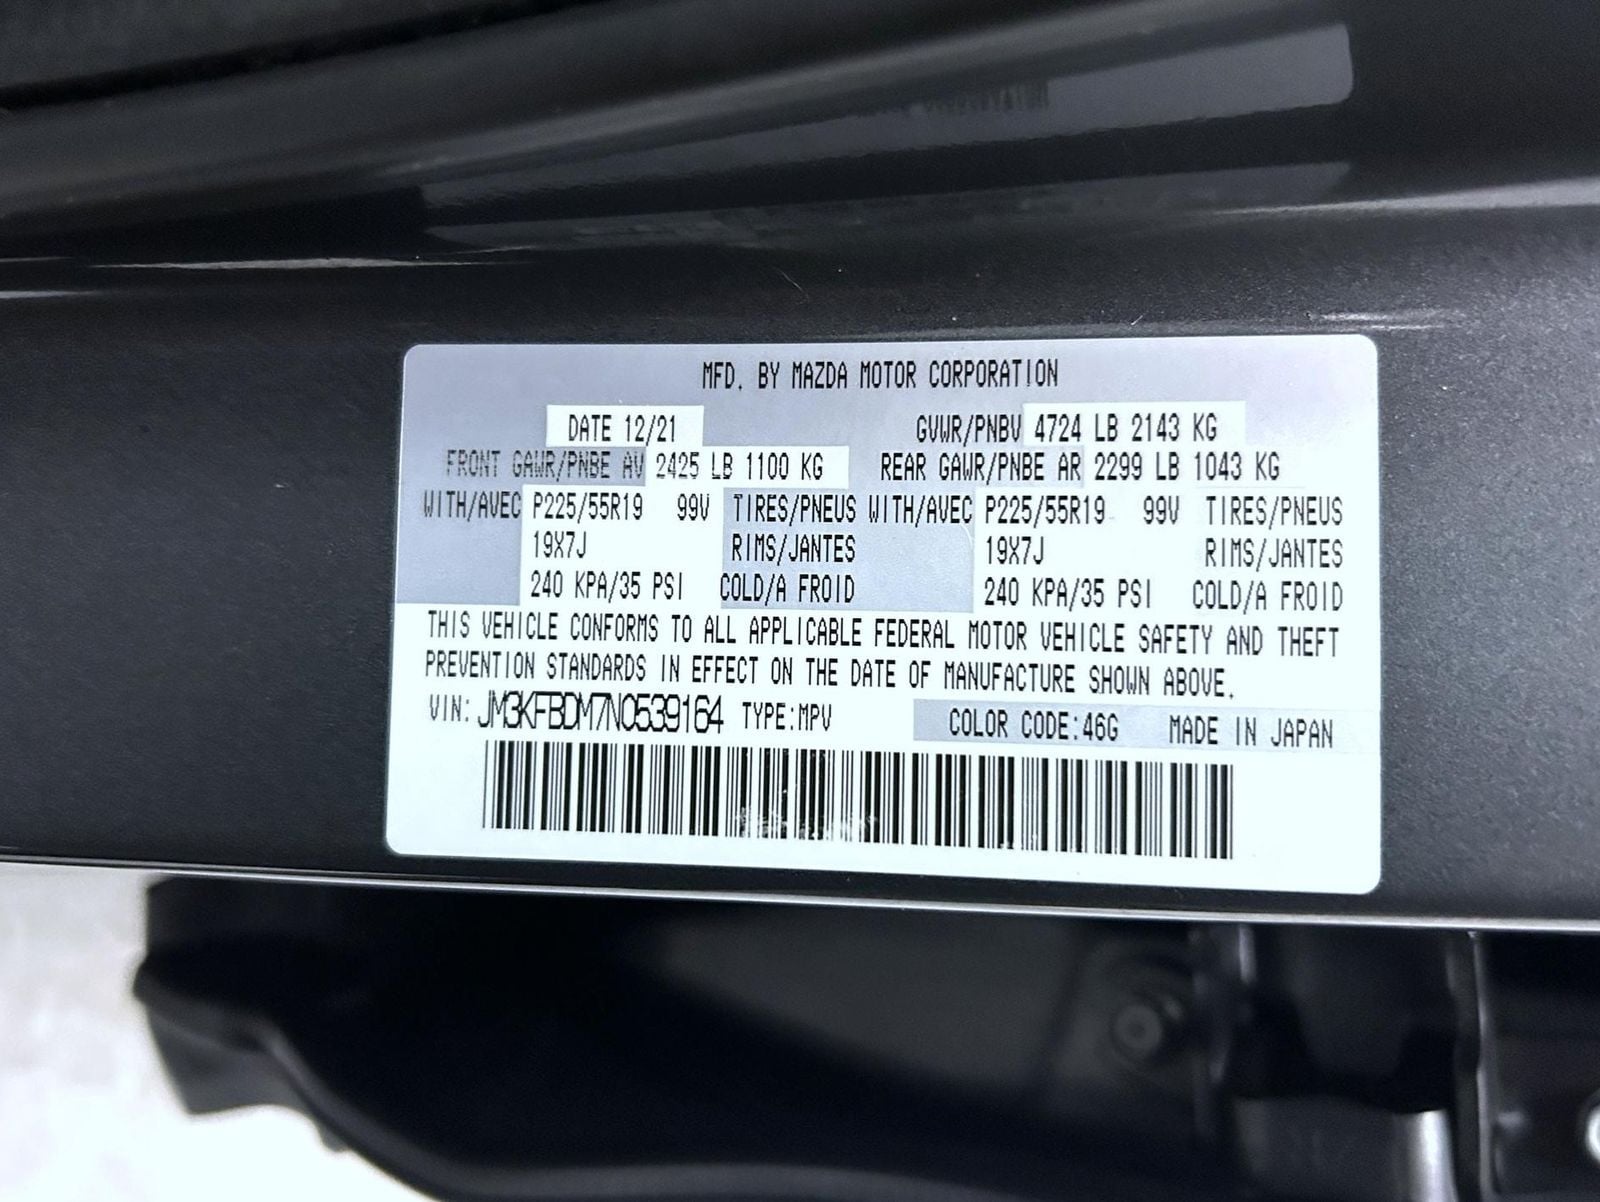 MFD. BY MAZDA MOTOR CORPORATION
DATE 12/21 GVWR/PNBV 4724 LB 2143 KG
FRONT GAWR/PNBE AV 2425 LB 1100 KG REAR GAWR/PNBE AR 2299 LB 1043 KG
WITH/AVEC P225/55R19 99V TIRES/PNEUS WITH/AVEC P225/55R19 99V TIRES/PNEUS
19X7J RIMS/JANTES 19X7J RIMS/JANTES
240 KPA/35 PSI COLD/A FROID 240 KPA/35 PSI COLD/A FROID
THIS VEHICLE CONFORMS TO ALL APPLICABLE FEDERAL MOTOR VEHICLE SAFETY AND THEFT
PREVENTION STANDARDS IN EFFECT ON THE DATE OF MANUFACTURE SHOWN ABOVE.
VIN: JM3KFBDM7N0539164 TYPE:MPV COLOR CODE:46G MADE IN JAPAN